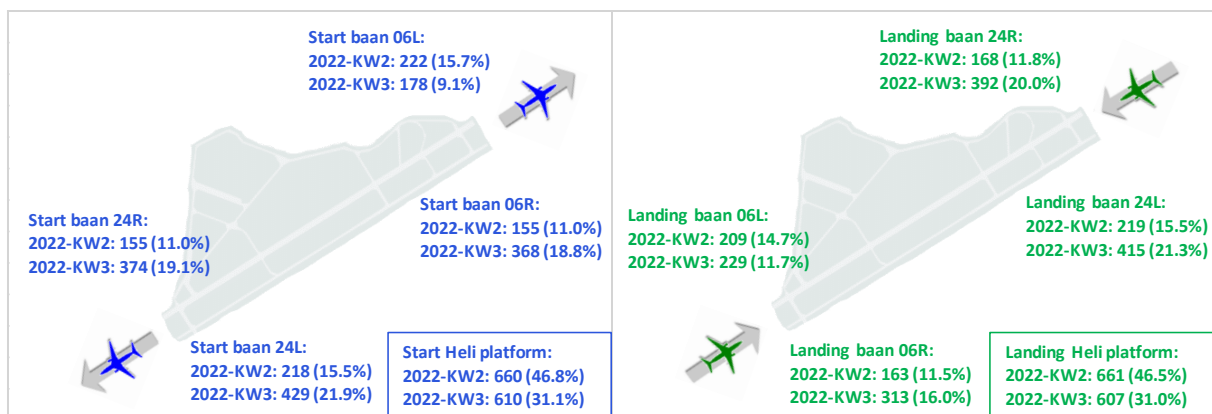 Start baan 06L:
2022-KW2: 222 (15.7%)
2022-KW3: 178 (9.1%)
Start baan 24R:
2022-KW2: 155 (11.0%)
2022-KW3: 374 (19.1%)
Start baan 06R:
2022-KW2: 155 (11.0%)
2022-KW3: 368 (18.8%)
Start baan 24L:
2022-KW2: 218 (15.5%)
2022-KW3: 429 (21.9%)
Start Heli platform:
2022-KW2: 660 (46.8%)
2022-KW3: 610 (31.1%)
Landing baan 24R:
2022-KW2: 168 (11.8%)
2022-KW3: 392 (20.0%)
Landing baan 06L:
2022-KW2: 209 (14.7%)
2022-KW3: 229 (11.7%)
Landing baan 24L:
2022-KW2: 219 (15.5%)
2022-KW3: 415 (21.3%)
Landing baan 06R:
2022-KW2: 163 (11.5%)
2022-KW3: 313 (16.0%)
Landing Heli platform:
2022-KW2: 661 (46.5%)
2022-KW3: 607 (31.0%)